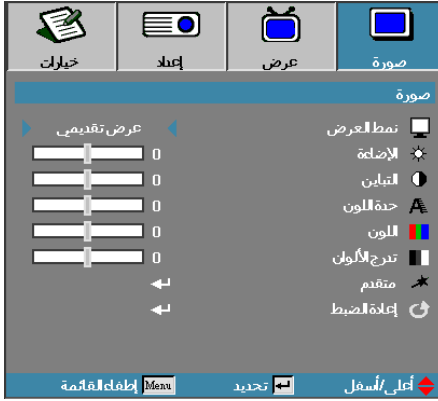 صورة عرض إعداد خيارات
صورة
نمط العرض عرض تقديمي
الإضاءة 0
التباين 0
حدة اللون 0
اللون 0
تدرج الألوان 0
متقدم
إعادة الضبط
أعلى/أسفل تحديد Menu إطفاء القائمة